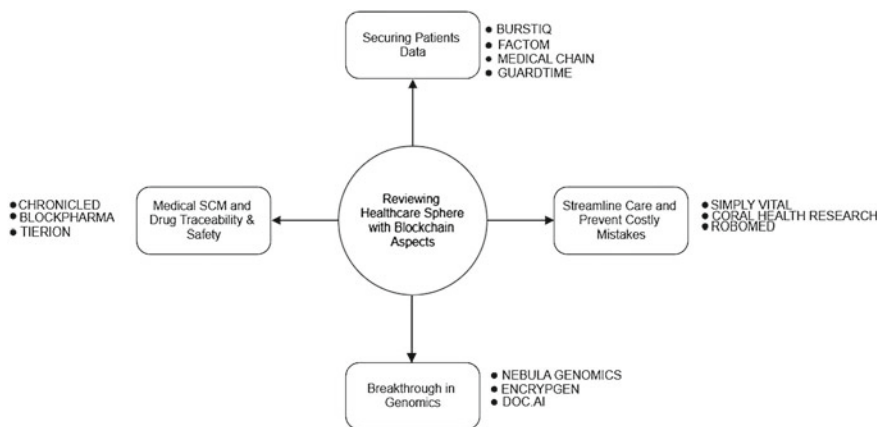 Securing Patients
Data
● BURSTIQ
● FACTOM
● MEDICAL CHAIN
● GUARDTIME
● CHRONICLED
● BLOCKPHARMA
● TIERION
Medical SCM and
Drug Traceability &
Safety
Reviewing
Healthcare Sphere
with Blockchain
Aspects
Streamline Care and
Prevent Costly
Mistakes
● SIMPLY VITAL
● CORAL HEALTH RESEARCH
● ROBOMED
Breakthrough in
Genomics
● NEBULA GENOMICS
● ENCRYPGEN
● DOC.AI